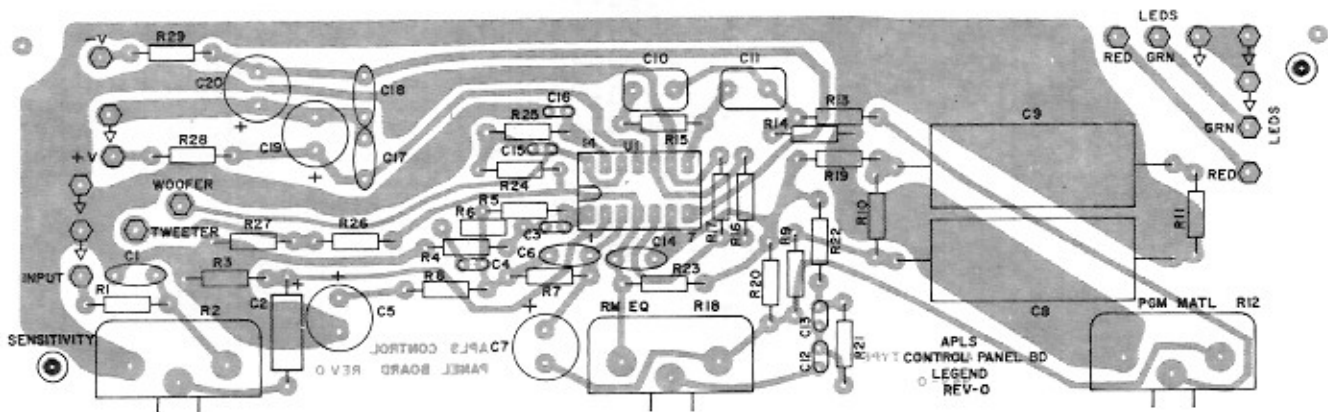 LEDS
-V
R29
RED
GRN
C10
C11
C20
C18
C16
R13
C9
R25
R14
R15
GRN
LEDS
+V
R28
C19
C17
C15
14
U1
R19
RED
WOOFER
R24
R5
R6
R10
R11
R17
R16
TWEETER
R27
R26
C3
1
7
R22
R4
C6
C14
R9
INPUT
C1
R3
C4
R8
R7
R23
R20
R1
R2
C2
+
C5
RM EQ
R18
C8
PGM MATL
R12
SENSITIVITY
C7
C13
C12
R21
APLS CONTROL
PANEL BOARD REV 0
APLS
CONTROL PANEL BD
LEGEND
REV-0